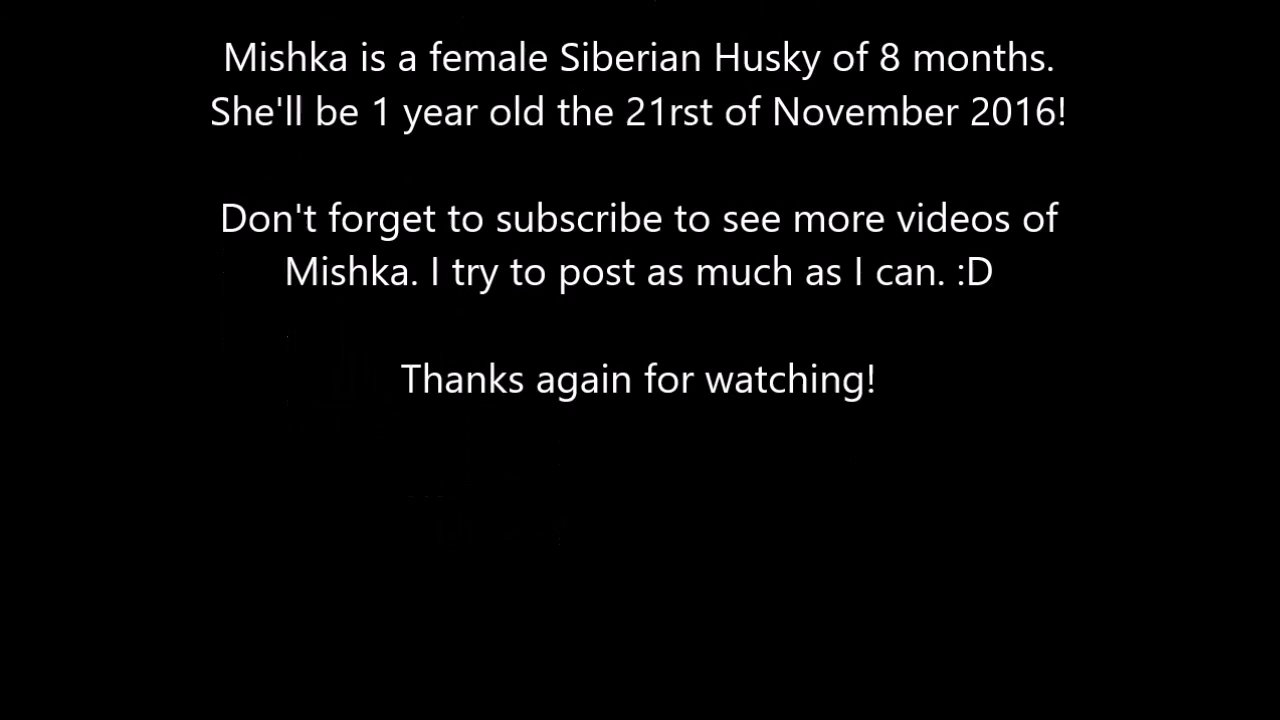 Mishka is a female Siberian Husky of 8 months.
She'll be 1 year old the 21rst of November 2016!
Don't forget to subscribe to see more videos of
Mishka. I try to post as much as I can. :D
Thanks again for watching!